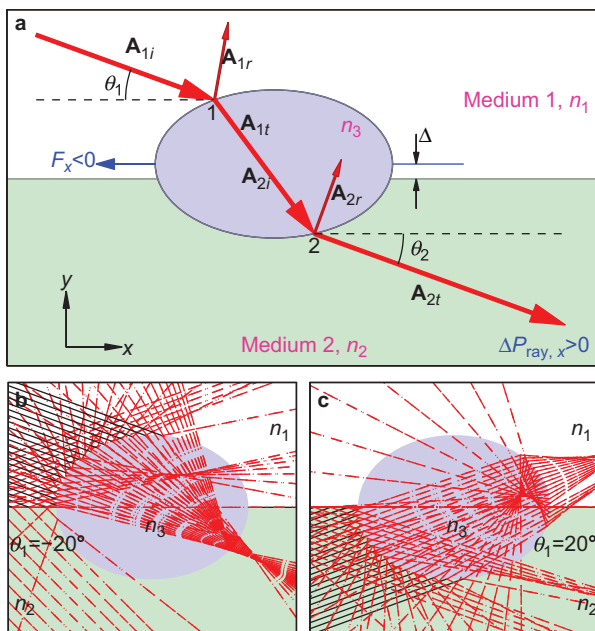 a
A1i
A1r
θ1
Medium 1, n1
1
A1t
n3
Δ
Fx<0
A2i
A2r
2
θ2
A2t
y
x
Medium 2, n2
ΔPray, x>0
b
n1
n3
θ1=−20°
n2
c
n1
n3
θ1=20°
n2